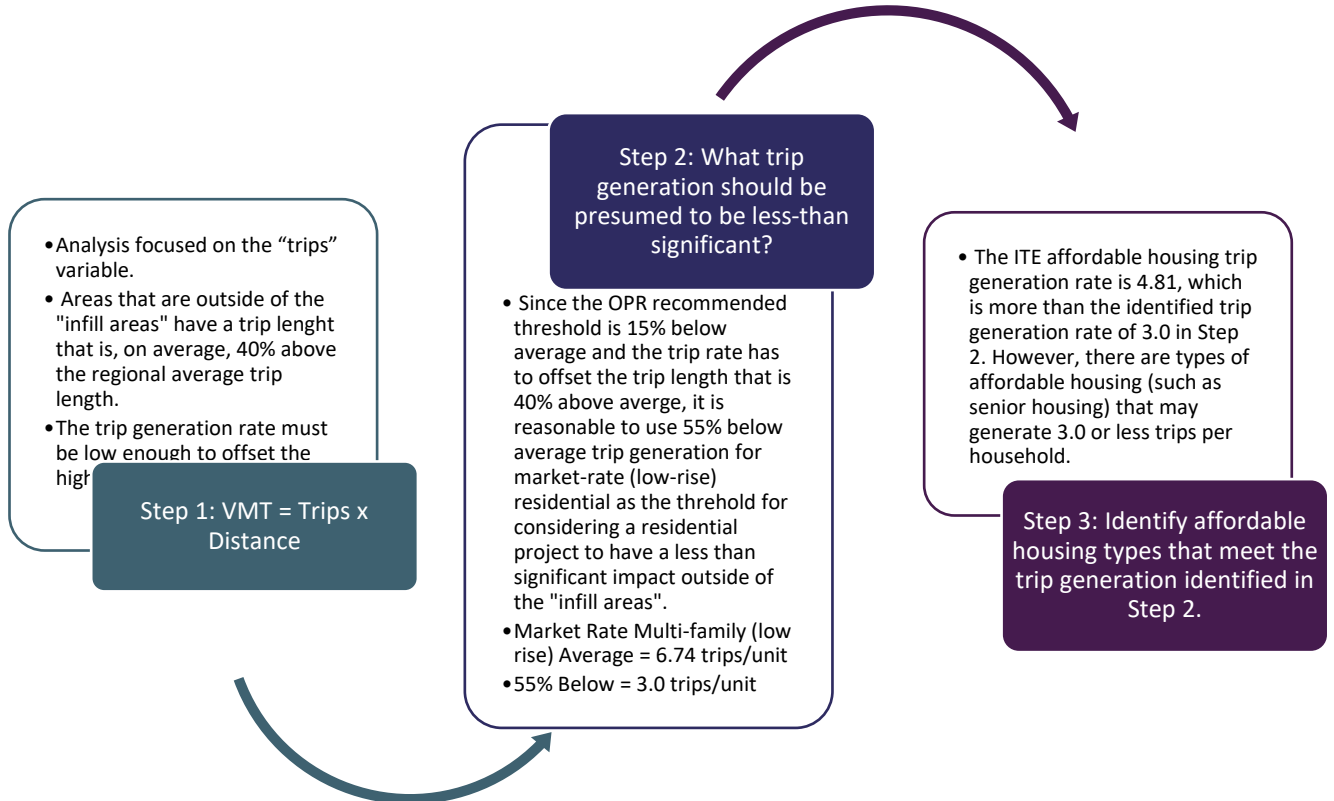 •Analysis focused on the “trips”
variable.
• Areas that are outside of the
"infill areas" have a trip lenght
that is, on average, 40% above
the regional average trip
length.
•The trip generation rate must
be low enough to offset the
Step 1: VMT = Trips x
Distance
Step 2: What trip
generation should be
presumed to be less-than
significant?
• Since the OPR recommended
threshold is 15% below
average and the trip rate has
to offset the trip length that is
40% above averge, it is
reasonable to use 55% below
average trip generation for
market-rate (low-rise)
residential as the threshold for
considering a residential
project to have a less than
significant impact outside of
the "infill areas".
•Market Rate Multi-family (low
rise) Average = 6.74 trips/unit
•55% Below = 3.0 trips/unit
• The ITE affordable housing trip
generation rate is 4.81, which
is more than the identified trip
generation rate of 3.0 in Step
2. However, there are types of
affordable housing (such as
senior housing) that may
generate 3.0 or less trips per
household.
Step 3: Identify affordable
housing types that meet the
trip generation identified in
Step 2.